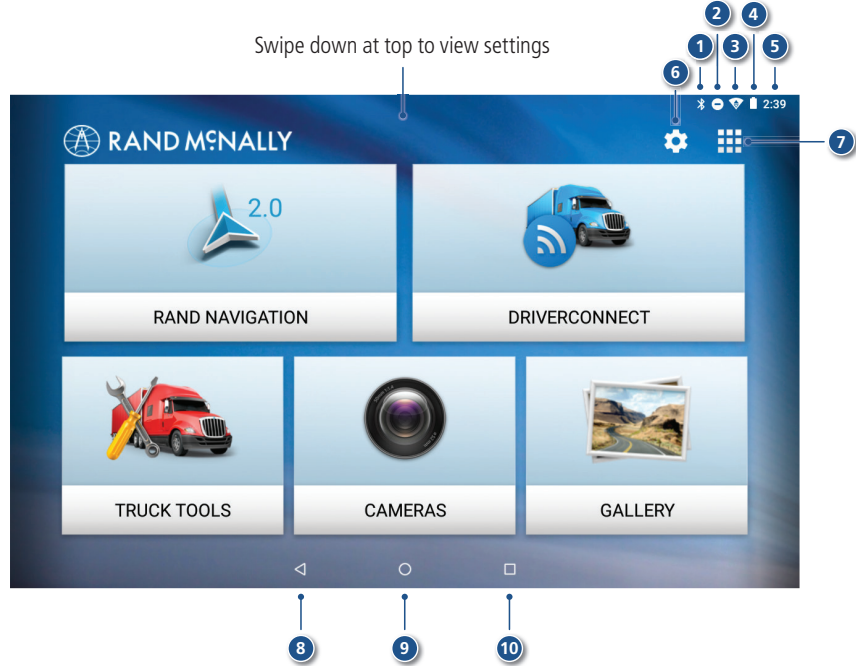 2 4
Swipe down at top to view settings
1 3 5
6
2:39
RAND MCNALLY
7
2.0
RAND NAVIGATION
DRIVERCONNECT
TRUCK TOOLS
CAMERAS
GALLERY
8 9 10